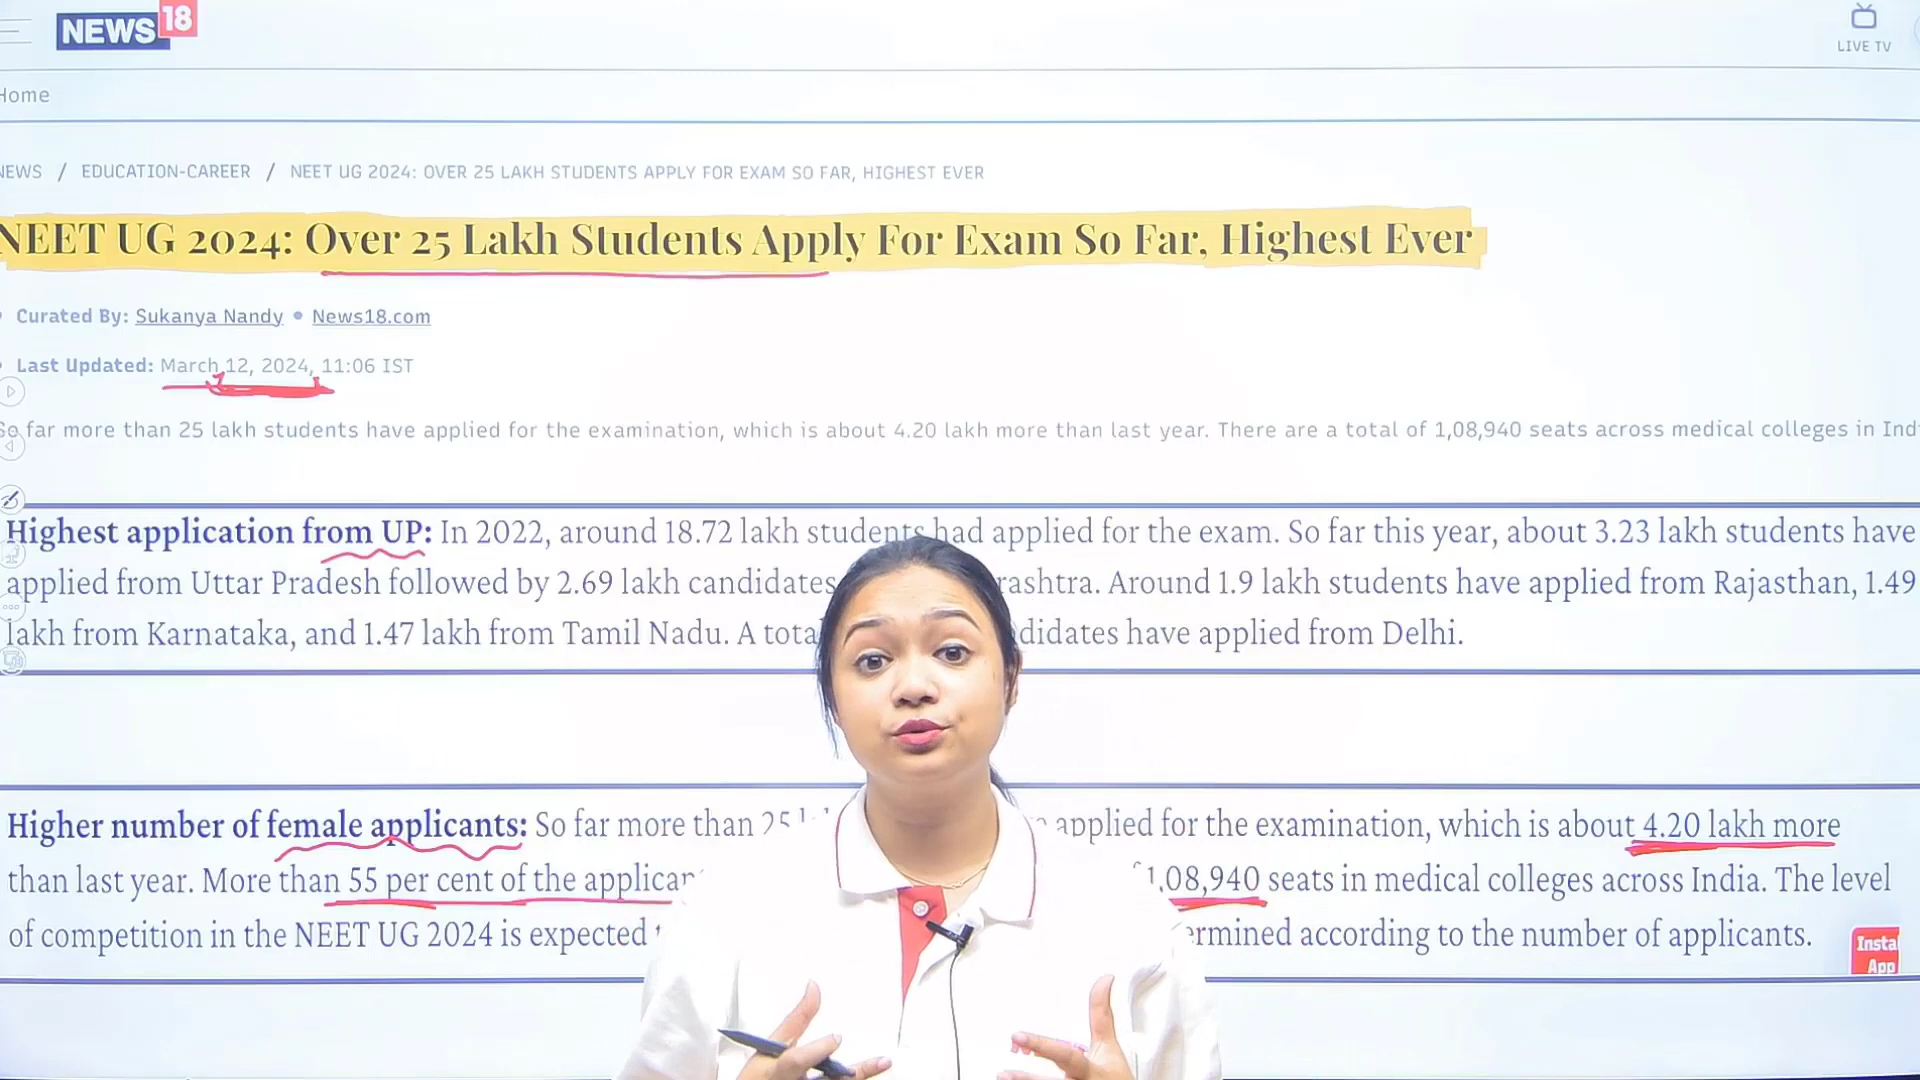 NEWS 18
LIVE TV
Home
NEWS / EDUCATION-CAREER / NEET UG 2024: OVER 25 LAKH STUDENTS APPLY FOR EXAM SO FAR, HIGHEST EVER
NEET UG 2024: Over 25 Lakh Students Apply For Exam So Far, Highest Ever
Curated By: Sukanya Nandy • News18.com
Last Updated: March 12, 2024, 11:06 IST
So far more than 25 lakh students have applied for the examination, which is about 4.20 lakh more than last year. There are a total of 1,08,940 seats across medical colleges in Ind
Highest application from UP: In 2022, around 18.72 lakh students had applied for the exam. So far this year, about 3.23 lakh students have
applied from Uttar Pradesh followed by 2.69 lakh candidates rashtra. Around 1.9 lakh students have applied from Rajasthan, 1.49
lakh from Karnataka, and 1.47 lakh from Tamil Nadu. A tota didates have applied from Delhi.
Higher number of female applicants: So far more than 25 applied for the examination, which is about 4.20 lakh more
than last year. More than 55 per cent of the applican 1,08,940 seats in medical colleges across India. The level
of competition in the NEET UG 2024 is expected ermined according to the number of applicants.
Insta
App